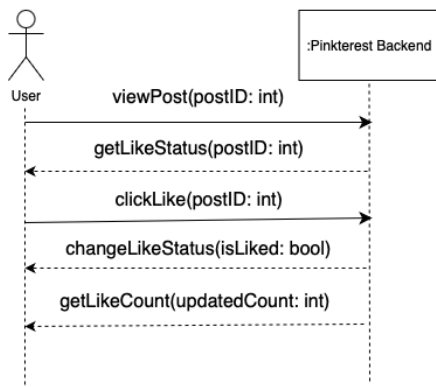 User
:Pinkterest Backend
viewPost(postID: int)
getLikeStatus(postID: int)
clickLike(postID: int)
changeLikeStatus(isLiked: bool)
getLikeCount(updatedCount: int)